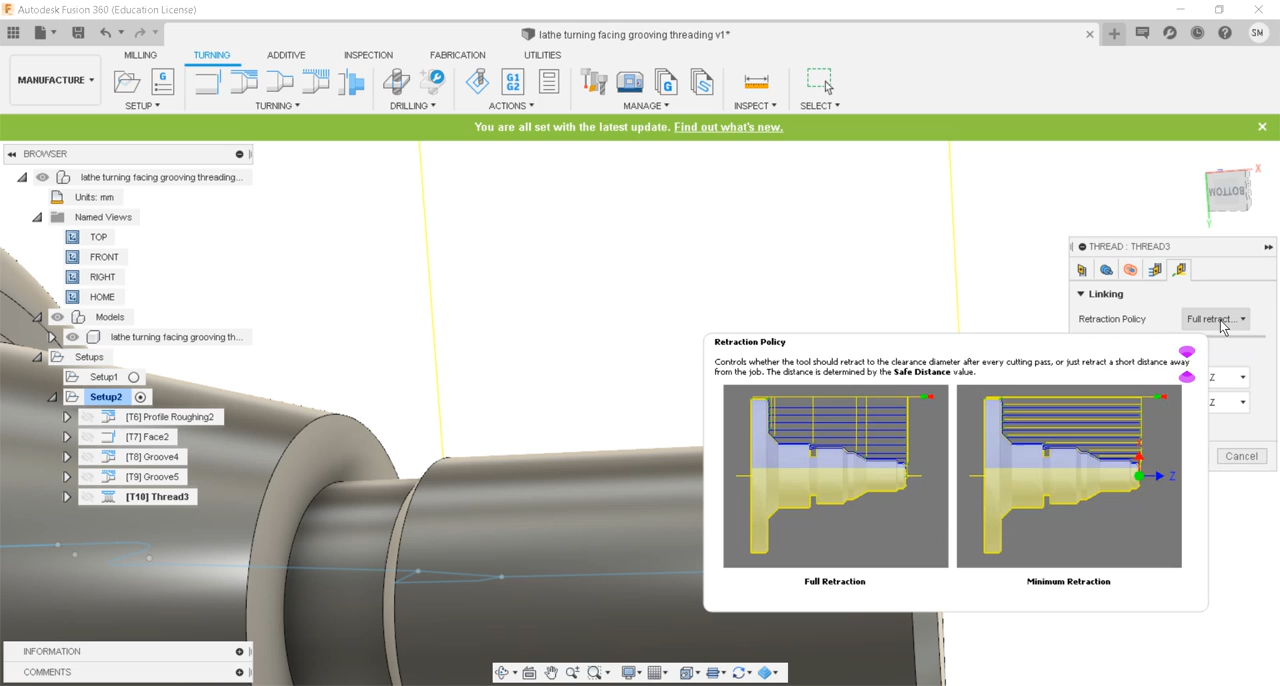 Autodesk Fusion 360 (Education License)
lathe turning facing grooving threading v1*
SM
MILLING
TURNING
ADDITIVE
INSPECTION
FABRICATION
UTILITIES
MANUFACTURE
G
G1
G2
G
SETUP
TURNING
DRILLING
ACTIONS
MANAGE
INSPECT
SELECT
You are all set with the latest update. Find out what's new.
BROWSER
lathe turning facing grooving threading...
Units: mm
Named Views
TOP
FRONT
RIGHT
HOME
Models
lathe turning facing grooving th...
Setups
Setup1
Setup2
[T6] Profile Roughing2
[T7] Face2
[T8] Groove4
[T9] Groove5
[T10] Thread3
X
BOTTOM
Y
THREAD : THREAD3
Linking
Retraction Policy
Full retract...
Z
Z
Cancel
Retraction Policy
Controls whether the tool should retract to the clearance diameter after every cutting pass, or just retract a short distance away
from the job. The distance is determined by the Safe Distance value.
Z
Full Retraction
Minimum Retraction
INFORMATION
COMMENTS